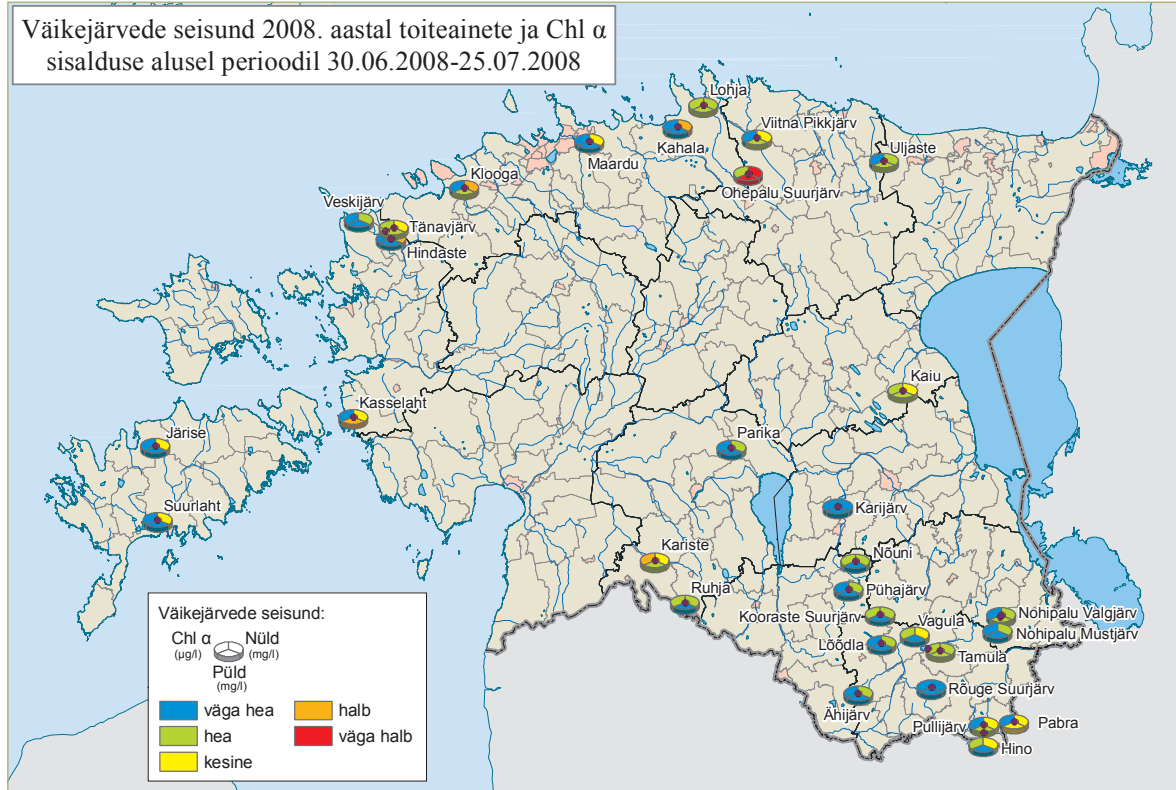 Väikejärvede seisund 2008. aastal toiteainete ja Chl α
sisalduse alusel perioodil 30.06.2008-25.07.2008
Lohja
Viitna Pikkjärv
Kahala
Uljaste
Maardu
Klooga
Ohepalu Suurjärv
Veskijärv
Tänavjärv
Hindaste
Kaiu
Kasselaht
Järise
Parika
Suurlaht
Karijärv
Kariste
Nõuni
Ruhja
Pühajärv
Kooraste Suurjärv
Nohipalu Valgjärv
Vagula
Nohipalu Mustjärv
Lõõdla
Tamula
Rõuge Suurjärv
Ähijärv
Pullijärv
Pabra
Hino
Väikejärvede seisund:
Chl α
(µg/l)
Nüld
(mg/l)
Püld
(mg/l)
väga hea
halb
hea
väga halb
kesine